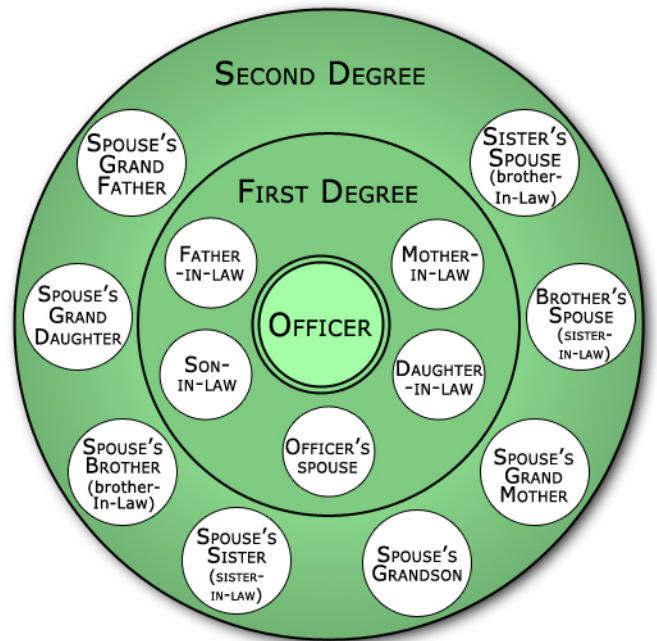 Second Degree
Spouse's
Grand
Father
Sister's
Spouse
(brother-
In-Law)
First Degree
Father
-in-law
Mother-
in-law
Spouse's
Grand
Daughter
Officer
Brother's
Spouse
(sister-
in-law)
Son-
in-law
Daughter
-in-law
Officer's
spouse
Spouse's
Brother
(brother-
In-Law)
Spouse's
Grand
Mother
Spouse's
Sister
(sister-
in-law)
Spouse's
Grandson